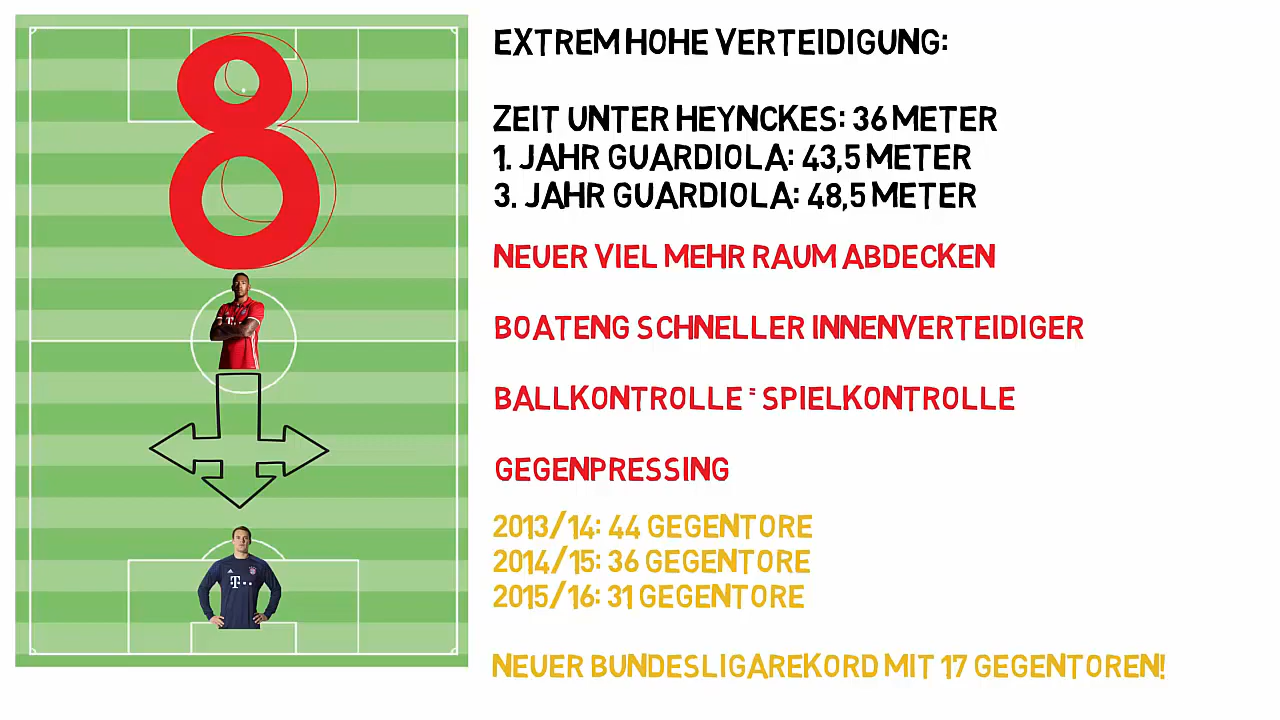 8
EXTREM HOHE VERTEIDIGUNG:
ZEIT UNTER HEYNCKES: 36 METER
1. JAHR GUARDIOLA: 43,5 METER
3. JAHR GUARDIOLA: 48,5 METER
NEUER VIEL MEHR RAUM ABDECKEN
BOATENG SCHNELLER INNENVERTEIDIGER
BALLKONTROLLE = SPIELKONTROLLE
GEGENPRESSING
2013/14: 44 GEGENTORE
2014/15: 36 GEGENTORE
2015/16: 31 GEGENTORE
NEUER BUNDESLIGAREKORD MIT 17 GEGENTOREN!
T..
T..